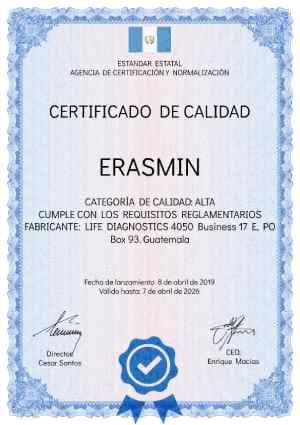 ESTANDAR ESTATAL
AGENCIA DE CERTIFICACIÓN Y NORMALIZACIÓN
CERTIFICADO DE CALIDAD
ERASMIN
CATEGORÍA DE CALIDAD: ALTA
CUMPLE CON LOS REQUISITOS REGLAMENTARIOS
FABRICANTE: LIFE DIAGNOSTICS 4050 Business 17 E, PO
Box 93, Guatemala
Fecha de lanzamiento: 8 de abril de 2019
Válido hasta: 7 de abril de 2026
Director
Cesar Santos
CEO:
Enrique Macias